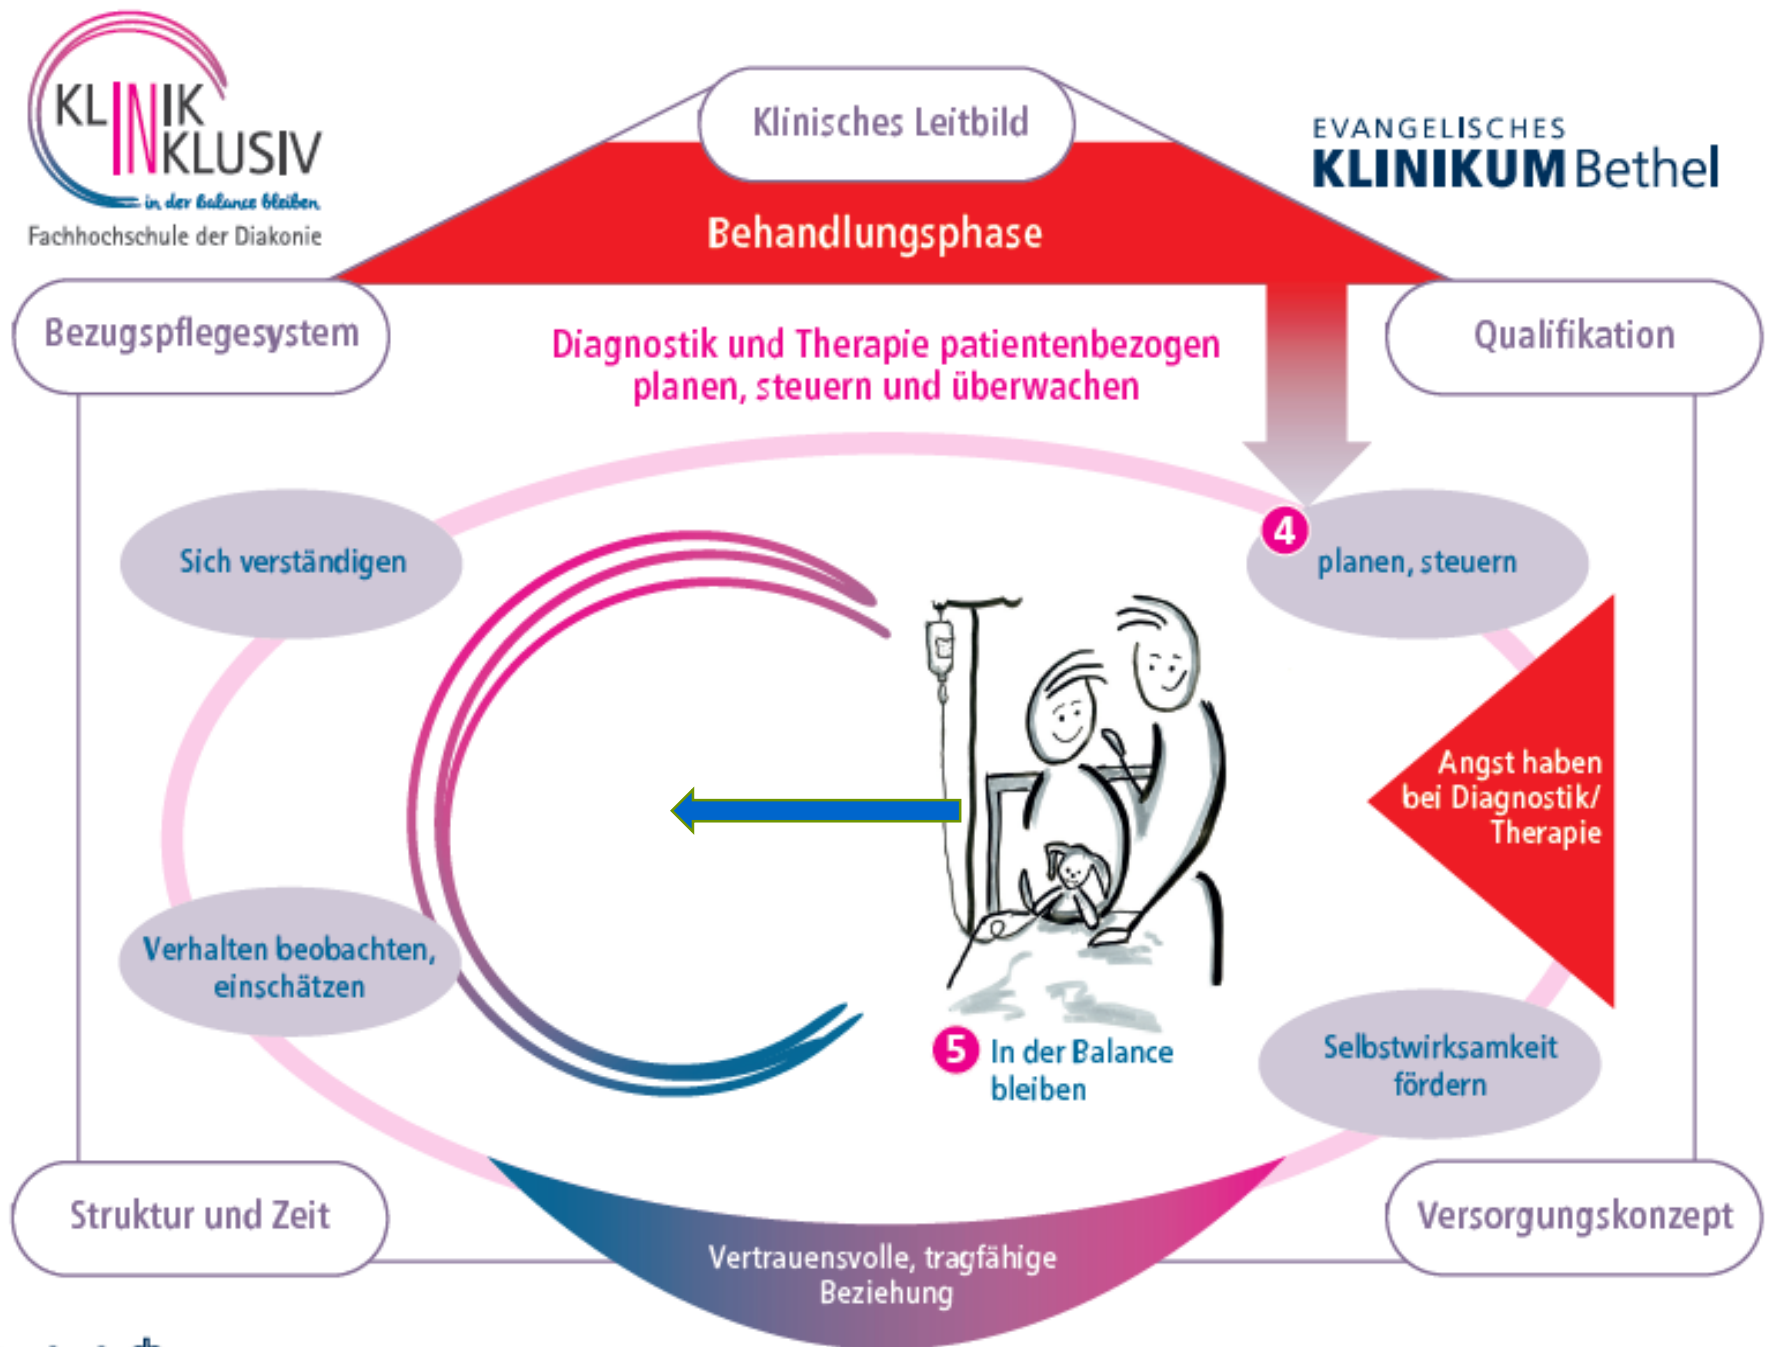 KLINIK
INKLUSIV
in der Balance bleiben
Fachhochschule der Diakonie
Klinisches Leitbild
EVANGELISCHES
KLINIKUM Bethel
Behandlungsphase
Bezugspflegesystem
Qualifikation
Diagnostik und Therapie patientenbezogen
planen, steuern und überwachen
Sich verständigen
4
planen, steuern
Angst haben
bei Diagnostik/
Therapie
Verhalten beobachten,
einschätzen
5 In der Balance
bleiben
Selbstwirksamkeit
fördern
Struktur und Zeit
Versorgungskonzept
Vertrauensvolle, tragfähige
Beziehung